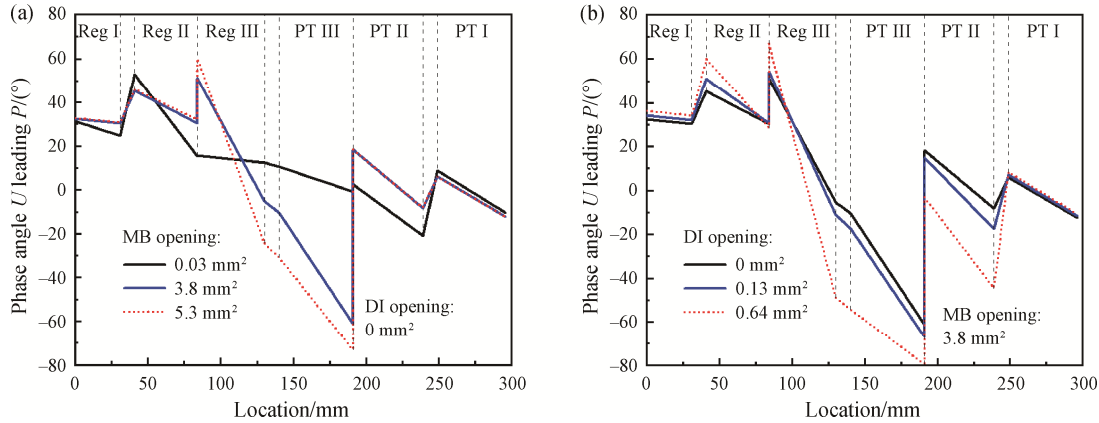 (a)
Reg I Reg II Reg III PT III PT II PT I
80
60
40
20
0
–20
–40
–60
80
Phase angle U leading P/(°)
MB opening:
0.03 mm²
3.8 mm²
5.3 mm²
DI opening:
0 mm²
0 50 100 150 200 250 300
Location/mm
(b)
Reg I Reg II Reg III PT III PT II PT I
80
60
40
20
0
–20
–40
–60
–80
Phase angle U leading P/(°)
DI opening:
0 mm²
0.13 mm²
0.64 mm²
MB opening:
3.8 mm²
0 50 100 150 200 250 300
Location/mm